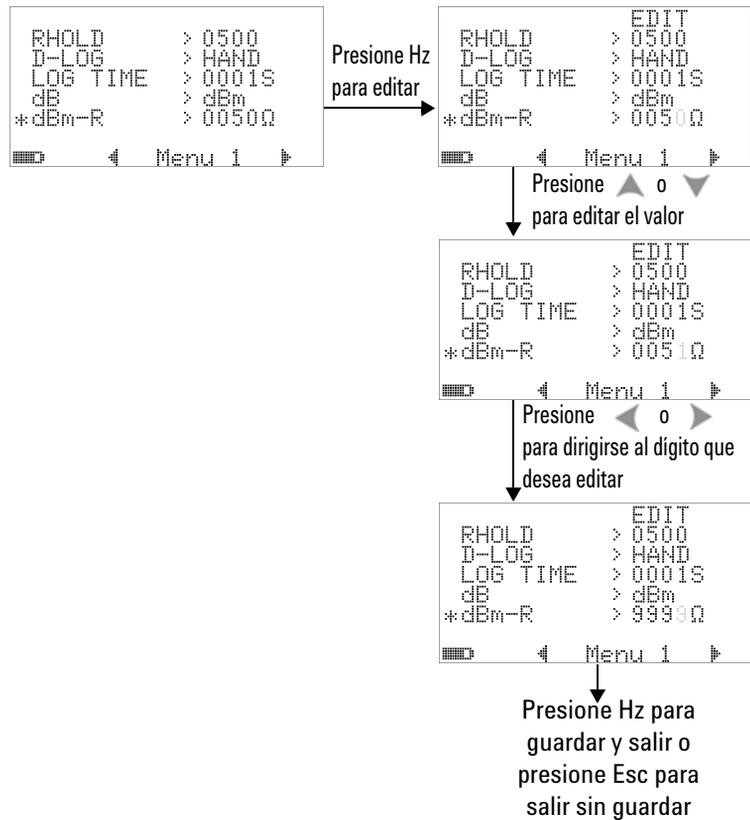 RHOLD > 0500
D-LOG > HAND
LOG TIME > 0001S
dB > dBm
*dBm-R > 0050Ω
Menu 1
Presione Hz
para editar
EDIT
RHOLD > 0500
D-LOG > HAND
LOG TIME > 0001S
dB > dBm
*dBm-R > 0050Ω
Menu 1
Presione o
para editar el valor
EDIT
RHOLD > 0500
D-LOG > HAND
LOG TIME > 0001S
dB > dBm
*dBm-R > 0051Ω
Menu 1
Presione o
para dirigirse al dígito que
desea editar
EDIT
RHOLD > 0500
D-LOG > HAND
LOG TIME > 0001S
dB > dBm
*dBm-R > 9999Ω
Menu 1
Presione Hz para
guardar y salir o
presione Esc para
salir sin guardar